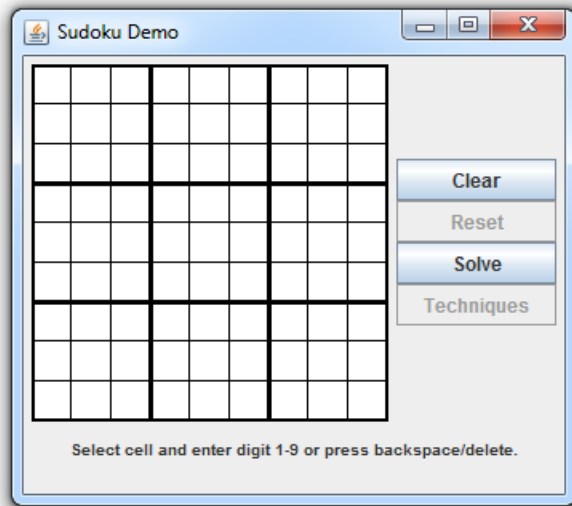 Sudoku Demo
Clear
Reset
Solve
Techniques
Select cell and enter digit 1-9 or press backspace/delete.